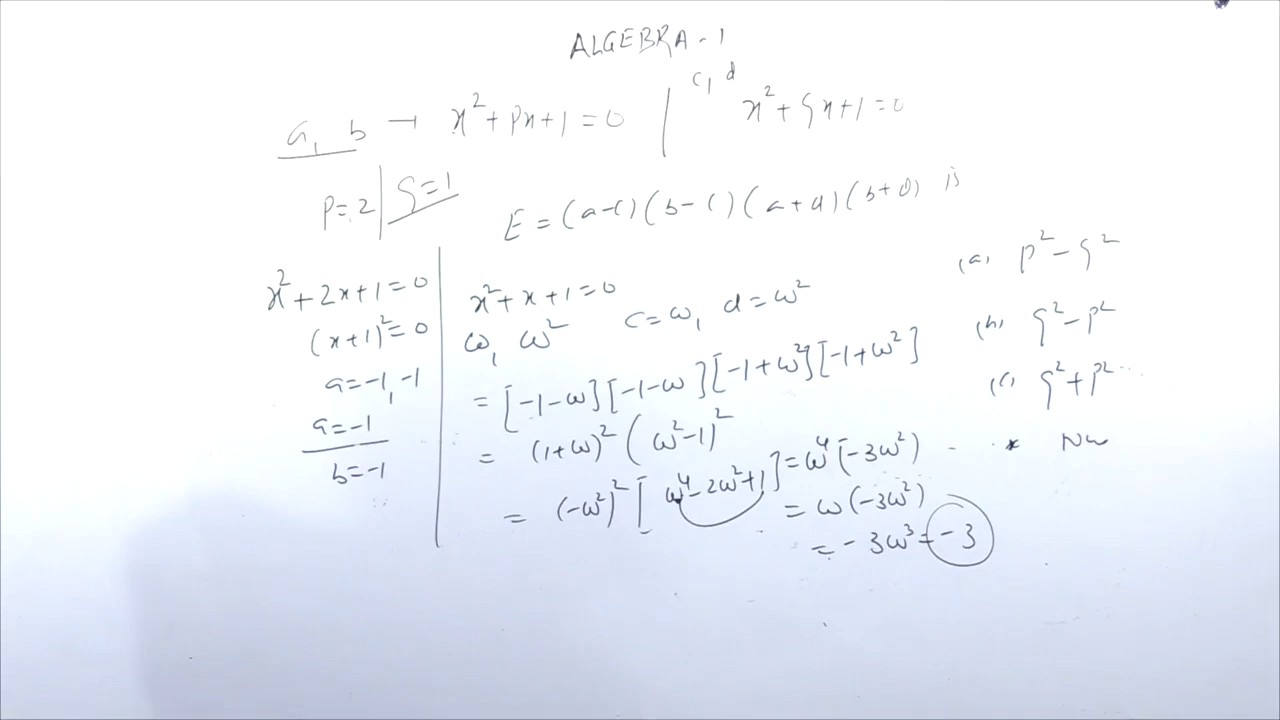 ALGEBRA-1
a, b → x²+px+1=0 | c, d x²+qx+1=0
p=2 | q=1
E = (a-c)(b-c)(a+d)(b+d) is
(a) p²-q²
(b) q²-p²
(c) q²+p²
x²+2x+1=0
(x+1)²=0
a=-1,-1
a=-1
b=-1
x²+x+1=0
ω, ω² c=ω, d=ω²
= [-1-ω][-1-ω][-1+ω²][-1+ω²]
= (1+ω)² (ω²-1)²
= (-ω²)² [ω⁴-2ω²+1] = ω⁴(-3ω²)
= ω(-3ω²)
= -3ω³ = -3